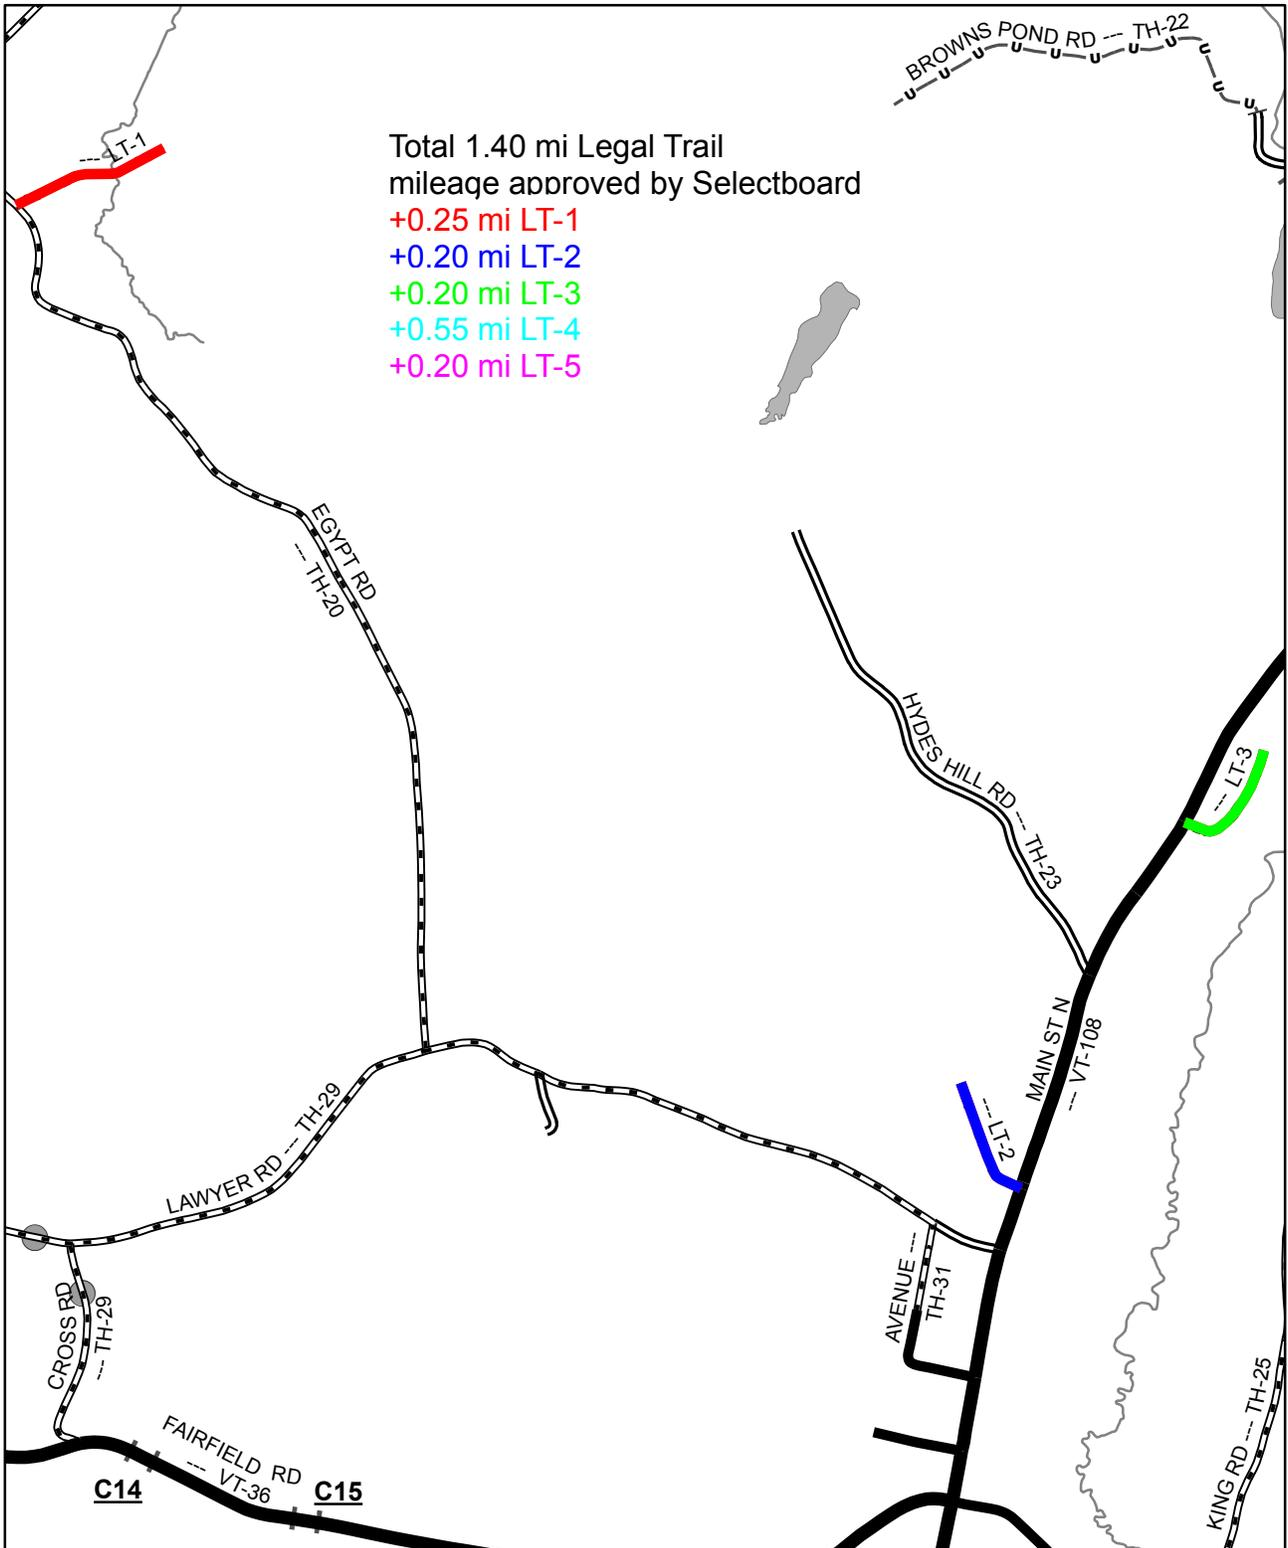 BROWNS POND RD --- TH-22
--- LT-1
Total 1.40 mi Legal Trail
mileage approved by Selectboard
+0.25 mi LT-1
+0.20 mi LT-2
+0.20 mi LT-3
+0.55 mi LT-4
+0.20 mi LT-5
EGYPT RD
--- TH-20
HYDES HILL RD --- TH-23
--- LT-3
MAIN ST N
--- VT-108
--- LT-2
LAWYER RD --- TH-29
AVENUE ---
TH-31
CROSS RD
--- TH-29
FAIRFIELD RD
--- VT-36
C14
C15
KING RD --- TH-25